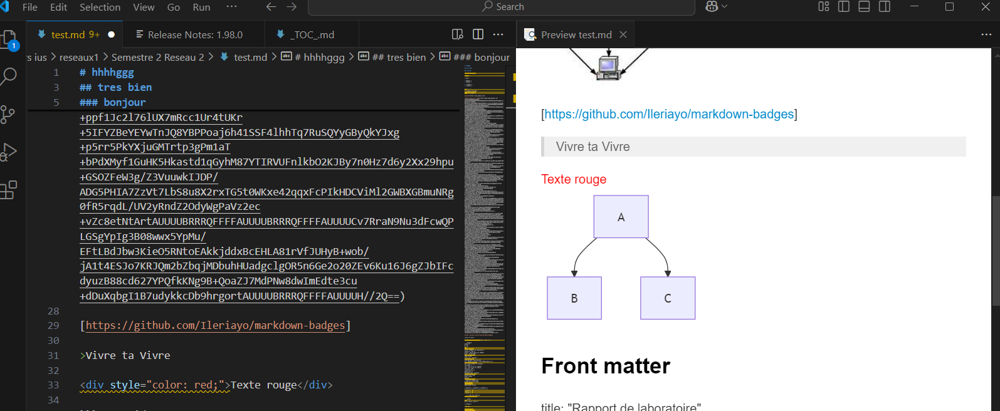 File Edit Selection View Go Run ··· Search
test.md 9+ Release Notes: 1.98.0 _TOC_.md Preview test.md
1
rs ius > reseaux1 > Semestre 2 Reseau 2 > test.md > # hhhhggg > ## tres bien > ### bonjour
1 # hhhhggg
3 ## tres bien
5 ### bonjour
+ppf1Jc2l76lUX7mRcc1Ur4tUKr
+5IFYZBeYEYwTnJQ8YBPPoaj6h41SSF4lhhTq7RuSQYyGByQkYJxg
+p5rr5PkYXjuGMTrtp3gPm1aT
+bPdXMyf1GuHK5Hkastd1qGyhM87YTIRVUFnlkbO2KJBy7n0Hz7d6y2Xx29hpu
+GSOZFeW3g/Z3VuuwkIJDP/
ADG5PHIA7ZzVt7LbS8u8X2rxTG5t0WKxe42qqxFcPIkHDCViMl2GWBXGBmuNRg
0fR5rqdL/UV2yRndZ2OdyWgPaVz2ec
+vZc8etNtArtAUUUUBRRRQFFFFAUUUUBRRRQFFFFAUUUUCv7RraN9Nu3dFcwQP
LGSgYpIg3B08wwx5YpMu/
EFtLBdJbw3KieO5RNtoEAkkjddxBcEHLA81rVfJUHyB+wob/
jA1t4ESJo7KRJQm2bZbqjMDbuhHUadgclgOR5n6Ge2o20ZEv6Ku16J6gZJbIFc
dyuzB88cd627YPQfkKNg9B+QoaZJ7MdPNw8dwImEdte3cu
+dDuXqbgI1B7udykkcDb9hrgortAUUUUBRRRQFFFFAUUUUH//2Q==)
28
29 [https://github.com/Ileriayo/markdown-badges]
30
31 >Vivre ta Vivre
32
33 <div style="color: red;">Texte rouge</div>
34
[https://github.com/Ileriayo/markdown-badges]
Vivre ta Vivre
Texte rouge
A
B C
Front matter
title: "Rapport de laboratoire"